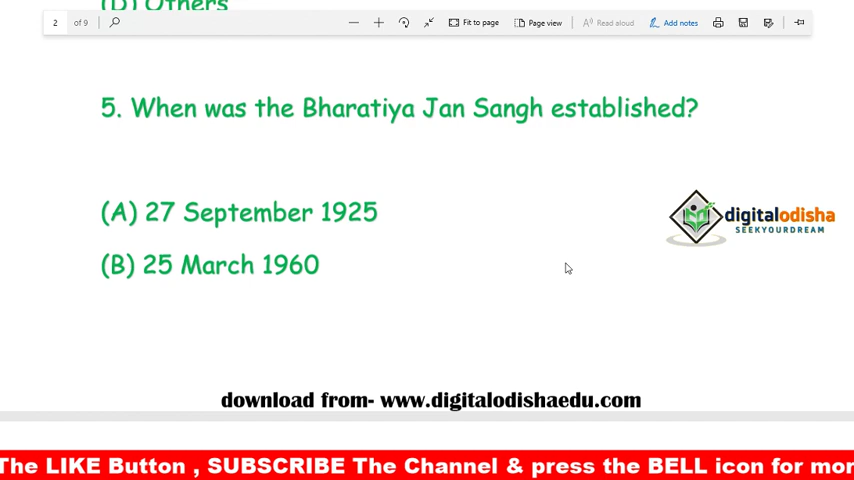 (D) Others
2 of 9 Fit to page Page view Read aloud Add notes
5. When was the Bharatiya Jan Sangh established?
(A) 27 September 1925
digitalodisha
SEEKYOURDREAM
(B) 25 March 1960
download from- www.digitalodishaedu.com
The LIKE Button , SUBSCRIBE The Channel & press the BELL icon for mor